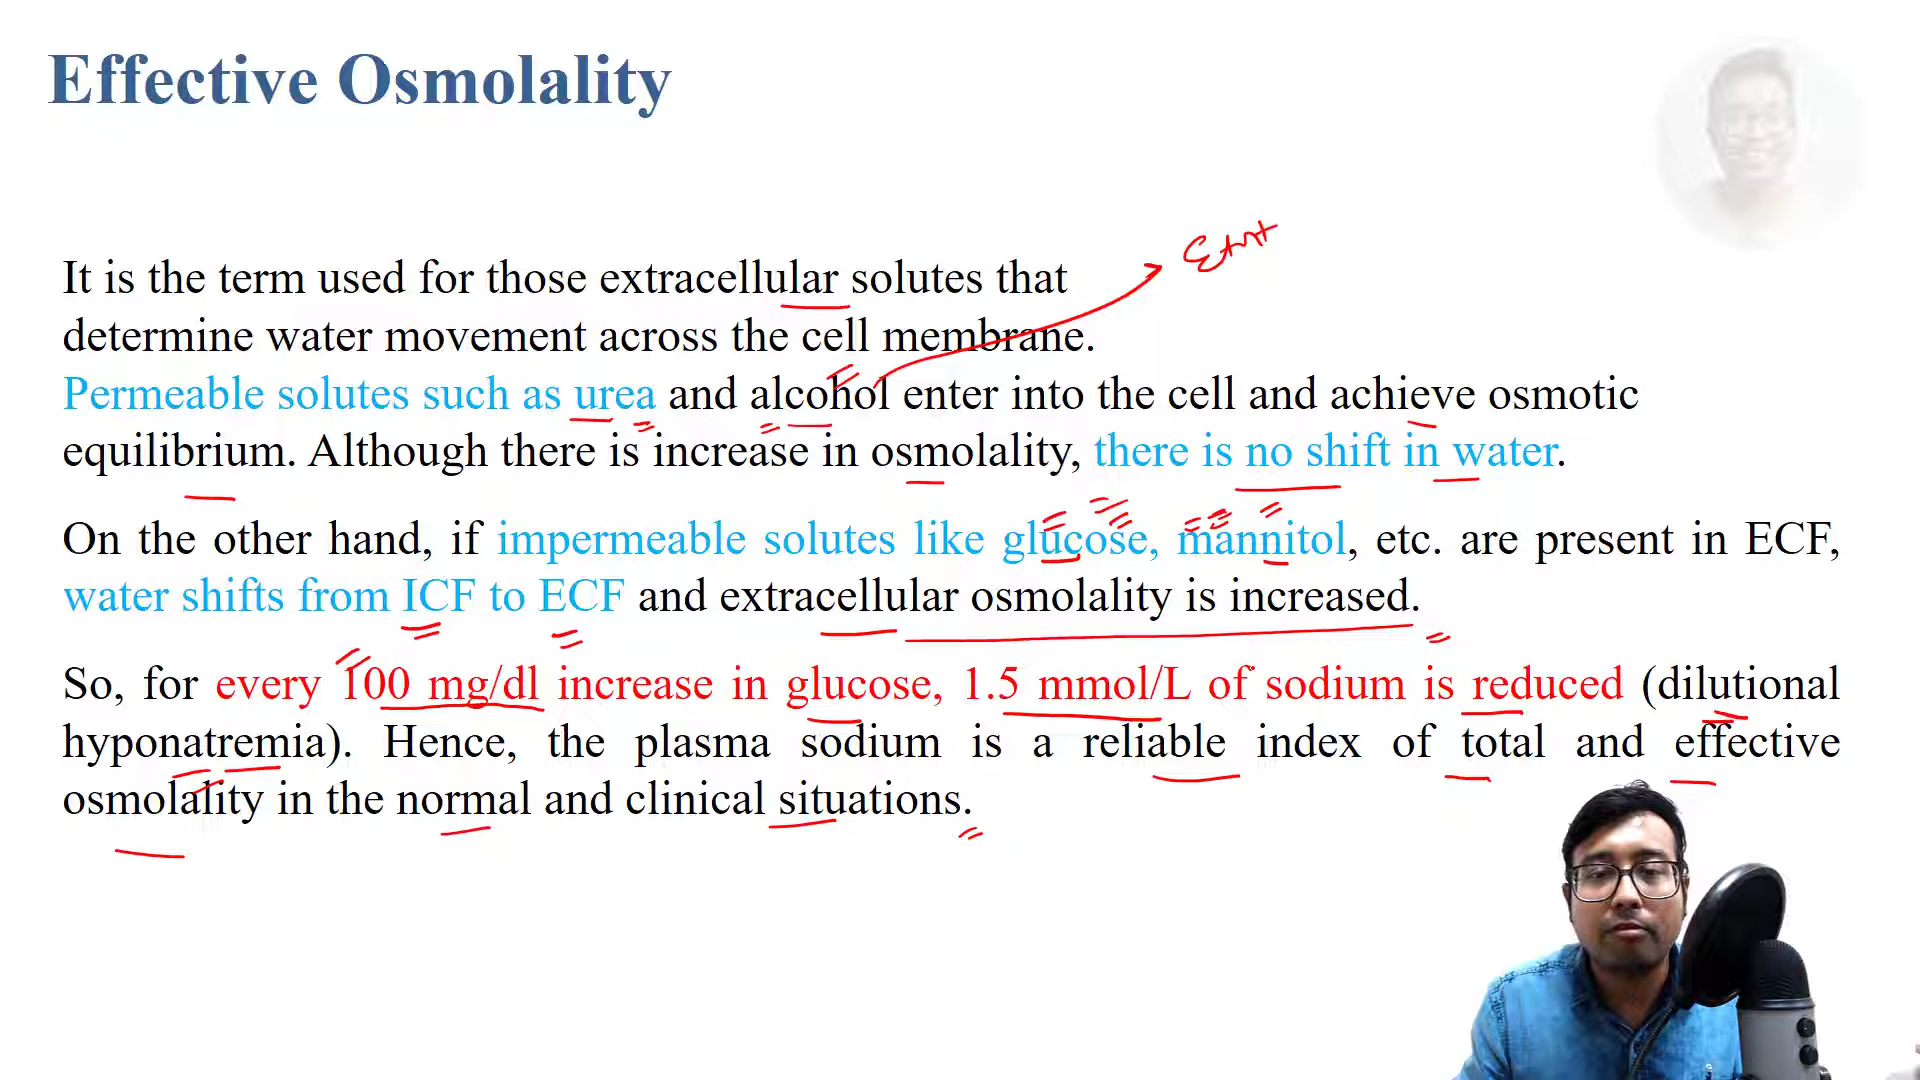 Effective Osmolality
It is the term used for those extracellular solutes that
determine water movement across the cell membrane.
Permeable solutes such as urea and alcohol enter into the cell and achieve osmotic
equilibrium. Although there is increase in osmolality, there is no shift in water.
On the other hand, if impermeable solutes like glucose, mannitol, etc. are present in ECF,
water shifts from ICF to ECF and extracellular osmolality is increased.
So, for every 100 mg/dl increase in glucose, 1.5 mmol/L of sodium is reduced (dilutional
hyponatremia). Hence, the plasma sodium is a reliable index of total and effective
osmolality in the normal and clinical situations.